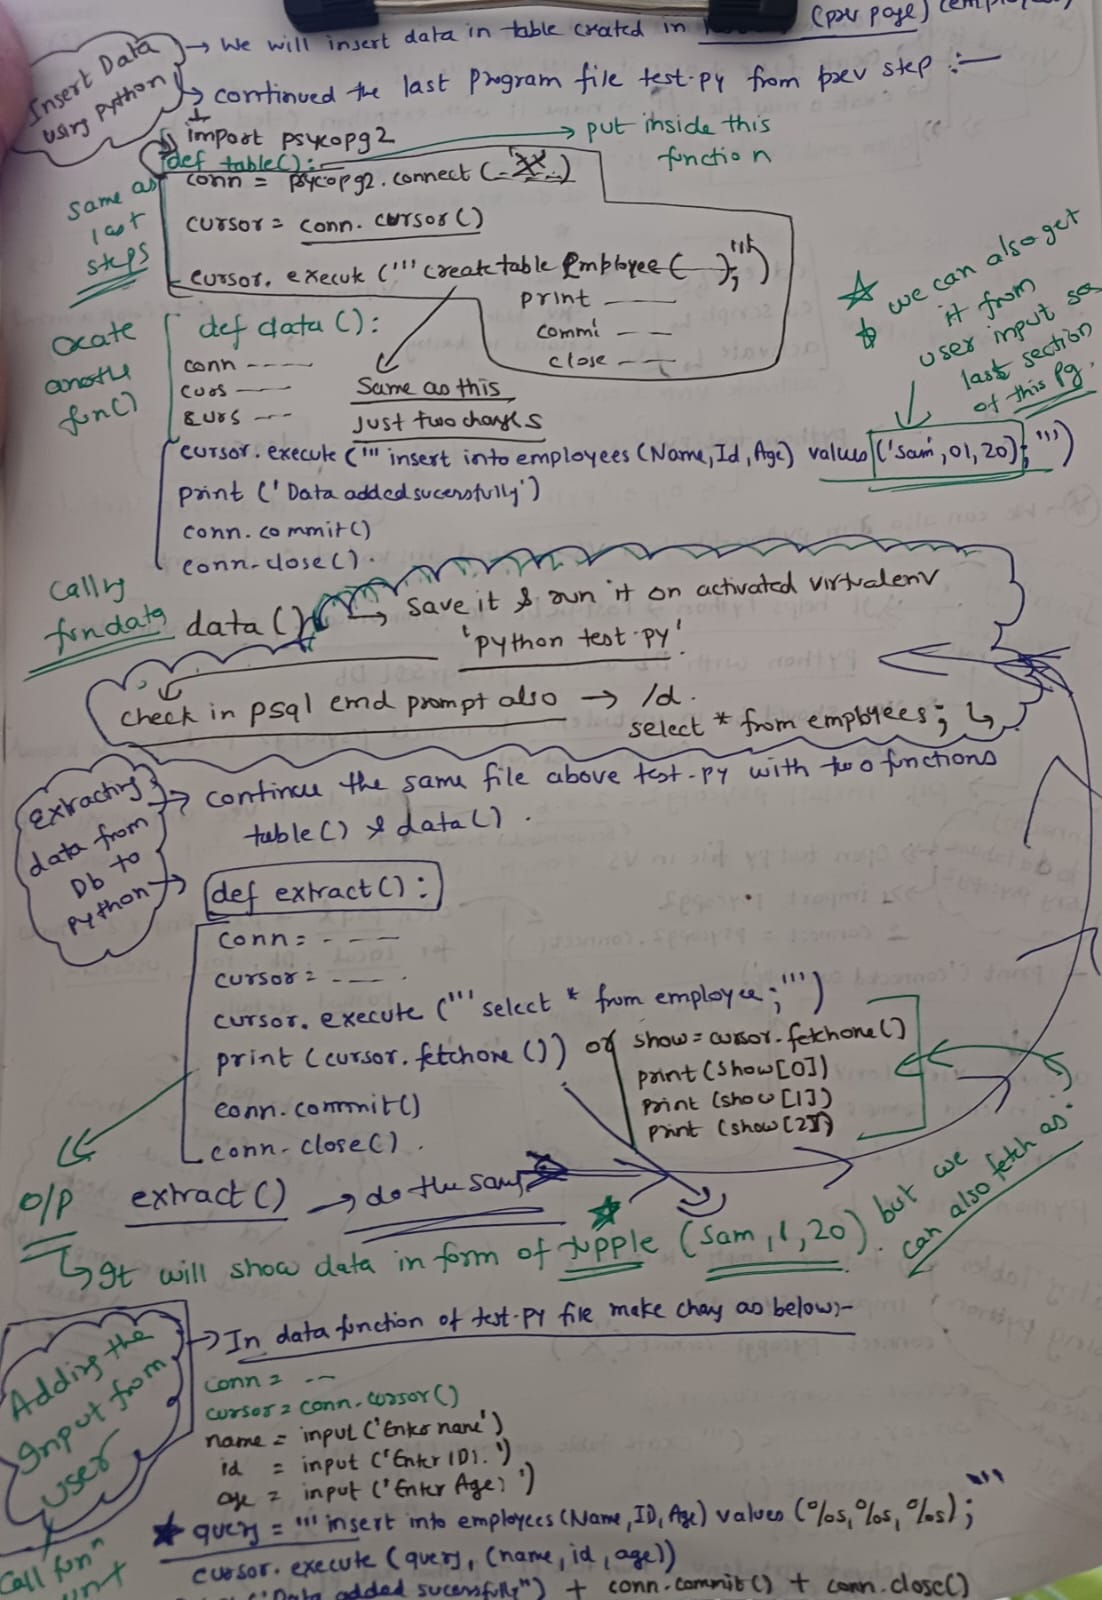 Insert Data
using python
→ We will insert data in table created in (prev page)
→ continued the last program file test.py from prev step :-
import psycopg2 → put inside this
function
def table():
same as
last
steps
conn = psycopg2.connect (-----)
cursor = conn.cursor()
cursor. execute (''' create table Employee ( — );''')
print ——
commi ——
close ——
☆ we can also get
it from
user input see
last section
of this Pg.
create
another
fun()
def data ():
conn ----
curs ——
Same as this
just two changes
cursor.execute (''' insert into employees (Name, Id, Age) values ('Sam', 01, 20); ''')
print ('Data added sucersfully')
conn.commit()
conn.close().
Calling
fun data
data() → save it & run it on activated virtualenv
'python test.py'
check in psql cmd prompt also → /d.
select * from employees; ↳
extracting
data from
Db to
python
→ continue the same file above test.py with two functions
table() & data().
→ def extract():
conn = - —
cursor = - ---- .
cursor. execute (''' select * from employee; ''')
print (cursor.fetchone ()) or show = cursor.fetchone()
print (show [0])
print (show [1])
print (show [2])
conn.commit()
conn.close() .
extract() → do the same
O/P
↳ It will show data in form of tupple (Sam, 1, 20). but we
can also fetch as:
Adding the
Input from
user
→ In data function of test.py file make chang as below:-
conn = --
cursor = conn.cursor()
name = input ('Enter name')
id = input ('Enter ID: ')
age = input ('Enter Age: ')
★ query = ''' insert into employees (Name, ID, Age) values (%s, %s, %s); '''
cursor. execute (query, (name, id, age))
call funⁿ
('Data added sucersfully") + conn.commit() + conn.close()